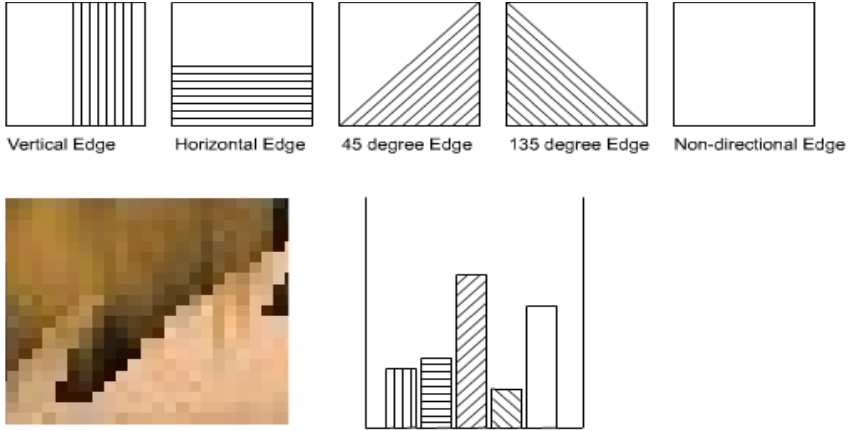 Vertical Edge
Horizontal Edge
45 degree Edge
135 degree Edge
Non-directional Edge